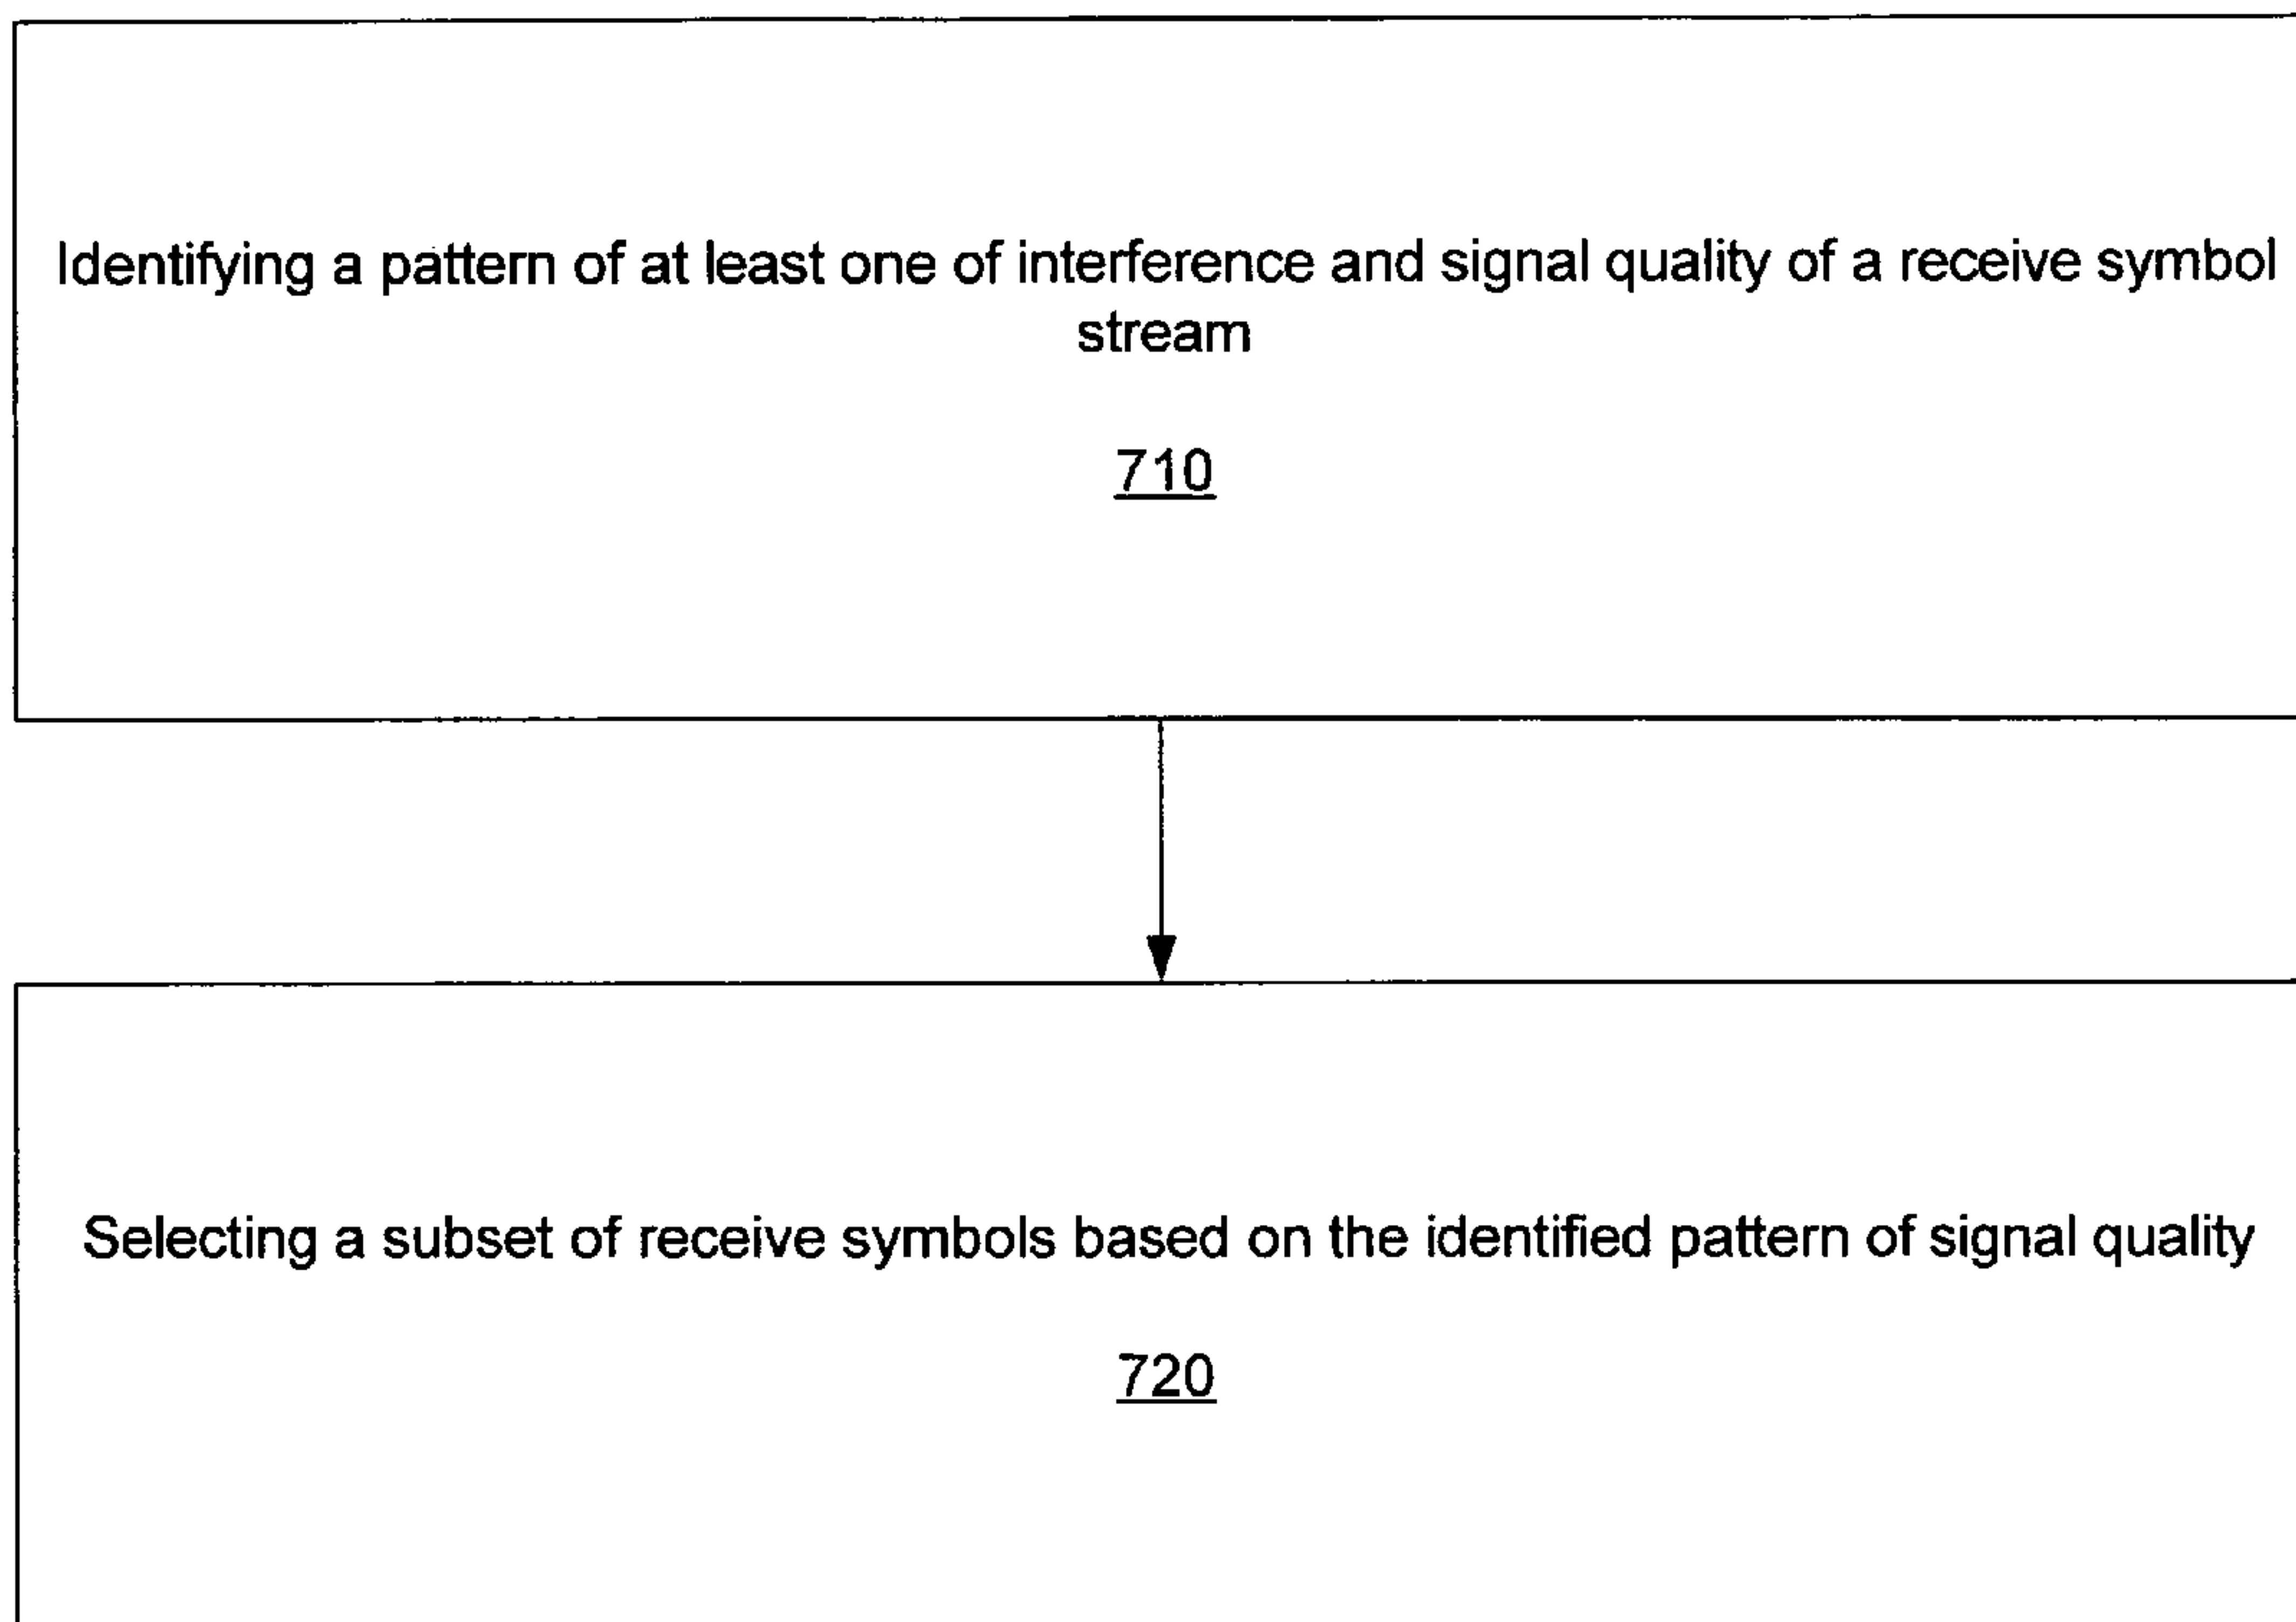 Identifying a pattern of at least one of interference and signal quality of a receive symbol
stream
710
Selecting a subset of receive symbols based on the identified pattern of signal quality
720